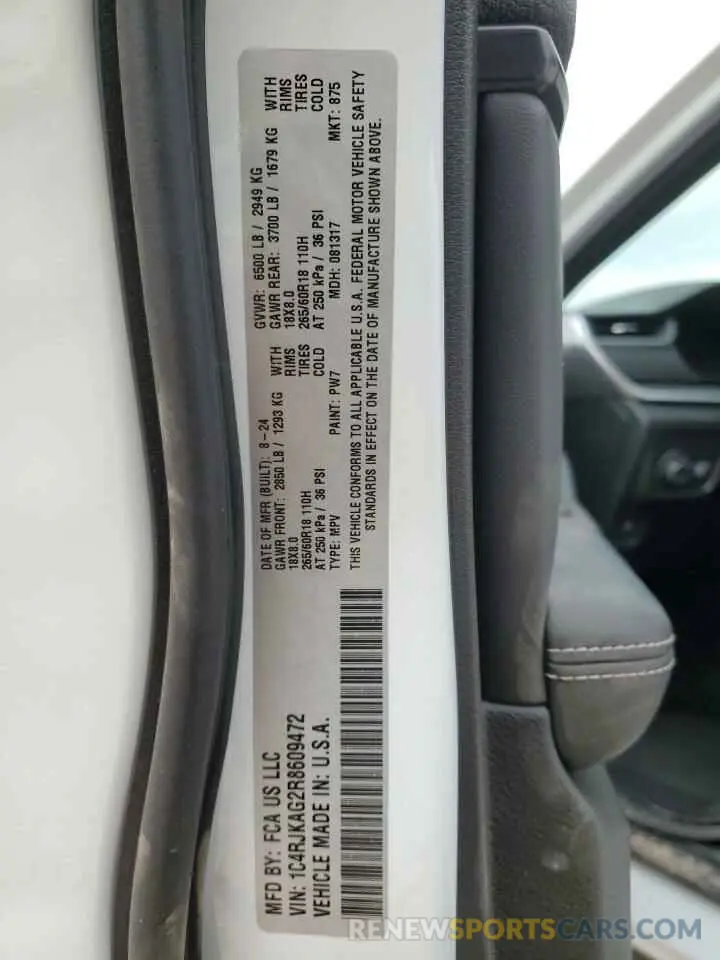 MFD BY: FCA US LLC
DATE OF MFR (BUILT): 8-24
GVWR: 6500 LB / 2949 KG
GAWR FRONT: 2850 LB / 1293 KG WITH
GAWR REAR: 3700 LB / 1679 KG WITH
18X8.0 RIMS
18X8.0 RIMS
265/60R18 110H TIRES
265/60R18 110H TIRES
AT 250 kPa / 36 PSI COLD
AT 250 kPa / 36 PSI COLD
VIN: 1C4RJKAG2R8609472
TYPE: MPV PAINT: PW7 MDH: 081317 MKT: 875
VEHICLE MADE IN: U.S.A.
THIS VEHICLE CONFORMS TO ALL APPLICABLE U.S.A. FEDERAL MOTOR VEHICLE SAFETY
STANDARDS IN EFFECT ON THE DATE OF MANUFACTURE SHOWN ABOVE.
RENEWSPORTCARS.COM